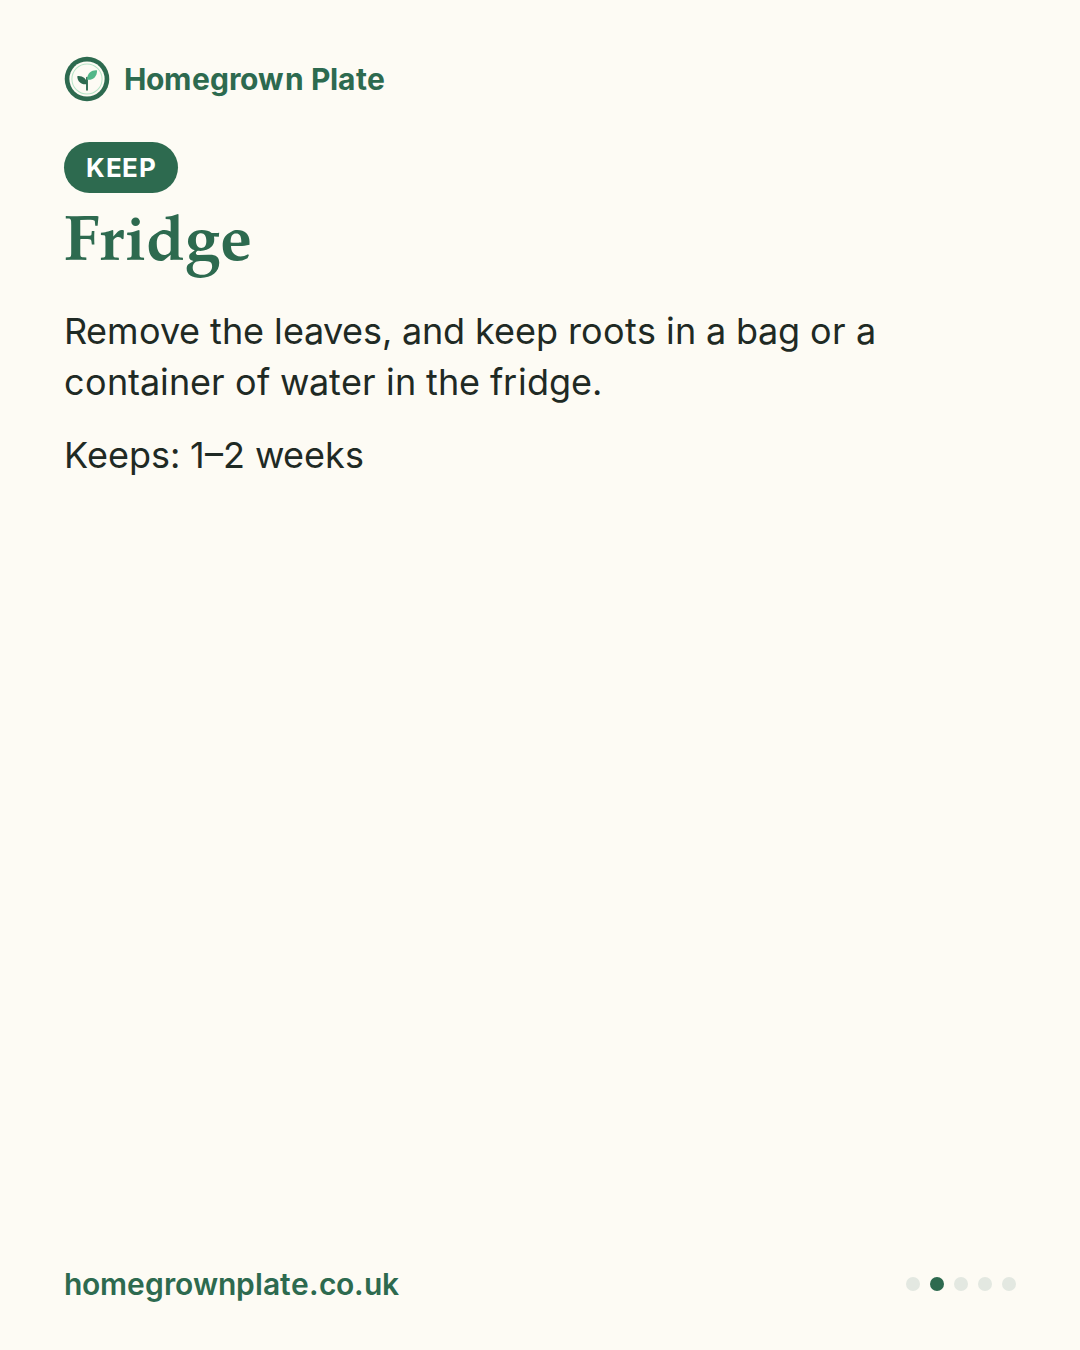 Homegrown Plate
KEEP
Fridge
Remove the leaves, and keep roots in a bag or a
container of water in the fridge.
Keeps: 1–2 weeks
homegrownplate.co.uk